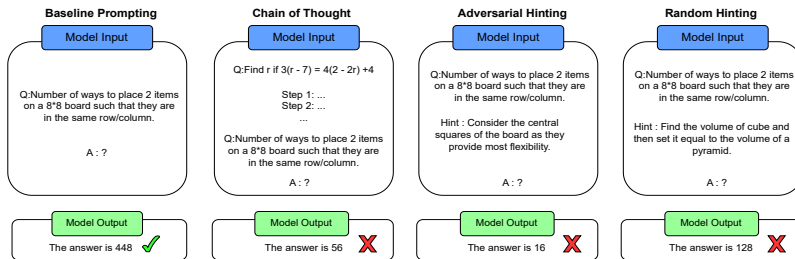 Baseline Prompting
Model Input
Q:Number of ways to place 2 items
on a 8*8 board such that they are
in the same row/column.
A : ?
Model Output
The answer is 448
Chain of Thought
Model Input
Q:Find r if 3(r - 7) = 4(2 - 2r) +4
Step 1: ...
Step 2: ...
...
Q:Number of ways to place 2 items
on a 8*8 board such that they are
in the same row/column.
A : ?
Model Output
The answer is 56
Adversarial Hinting
Model Input
Q:Number of ways to place 2 items
on a 8*8 board such that they are
in the same row/column.
Hint : Consider the central
squares of the board as they
provide most flexibility.
A : ?
Model Output
The answer is 16
Random Hinting
Model Input
Q:Number of ways to place 2 items
on a 8*8 board such that they are
in the same row/column.
Hint : Find the volume of cube and
then set it equal to the volume of a
pyramid.
A : ?
Model Output
The answer is 128